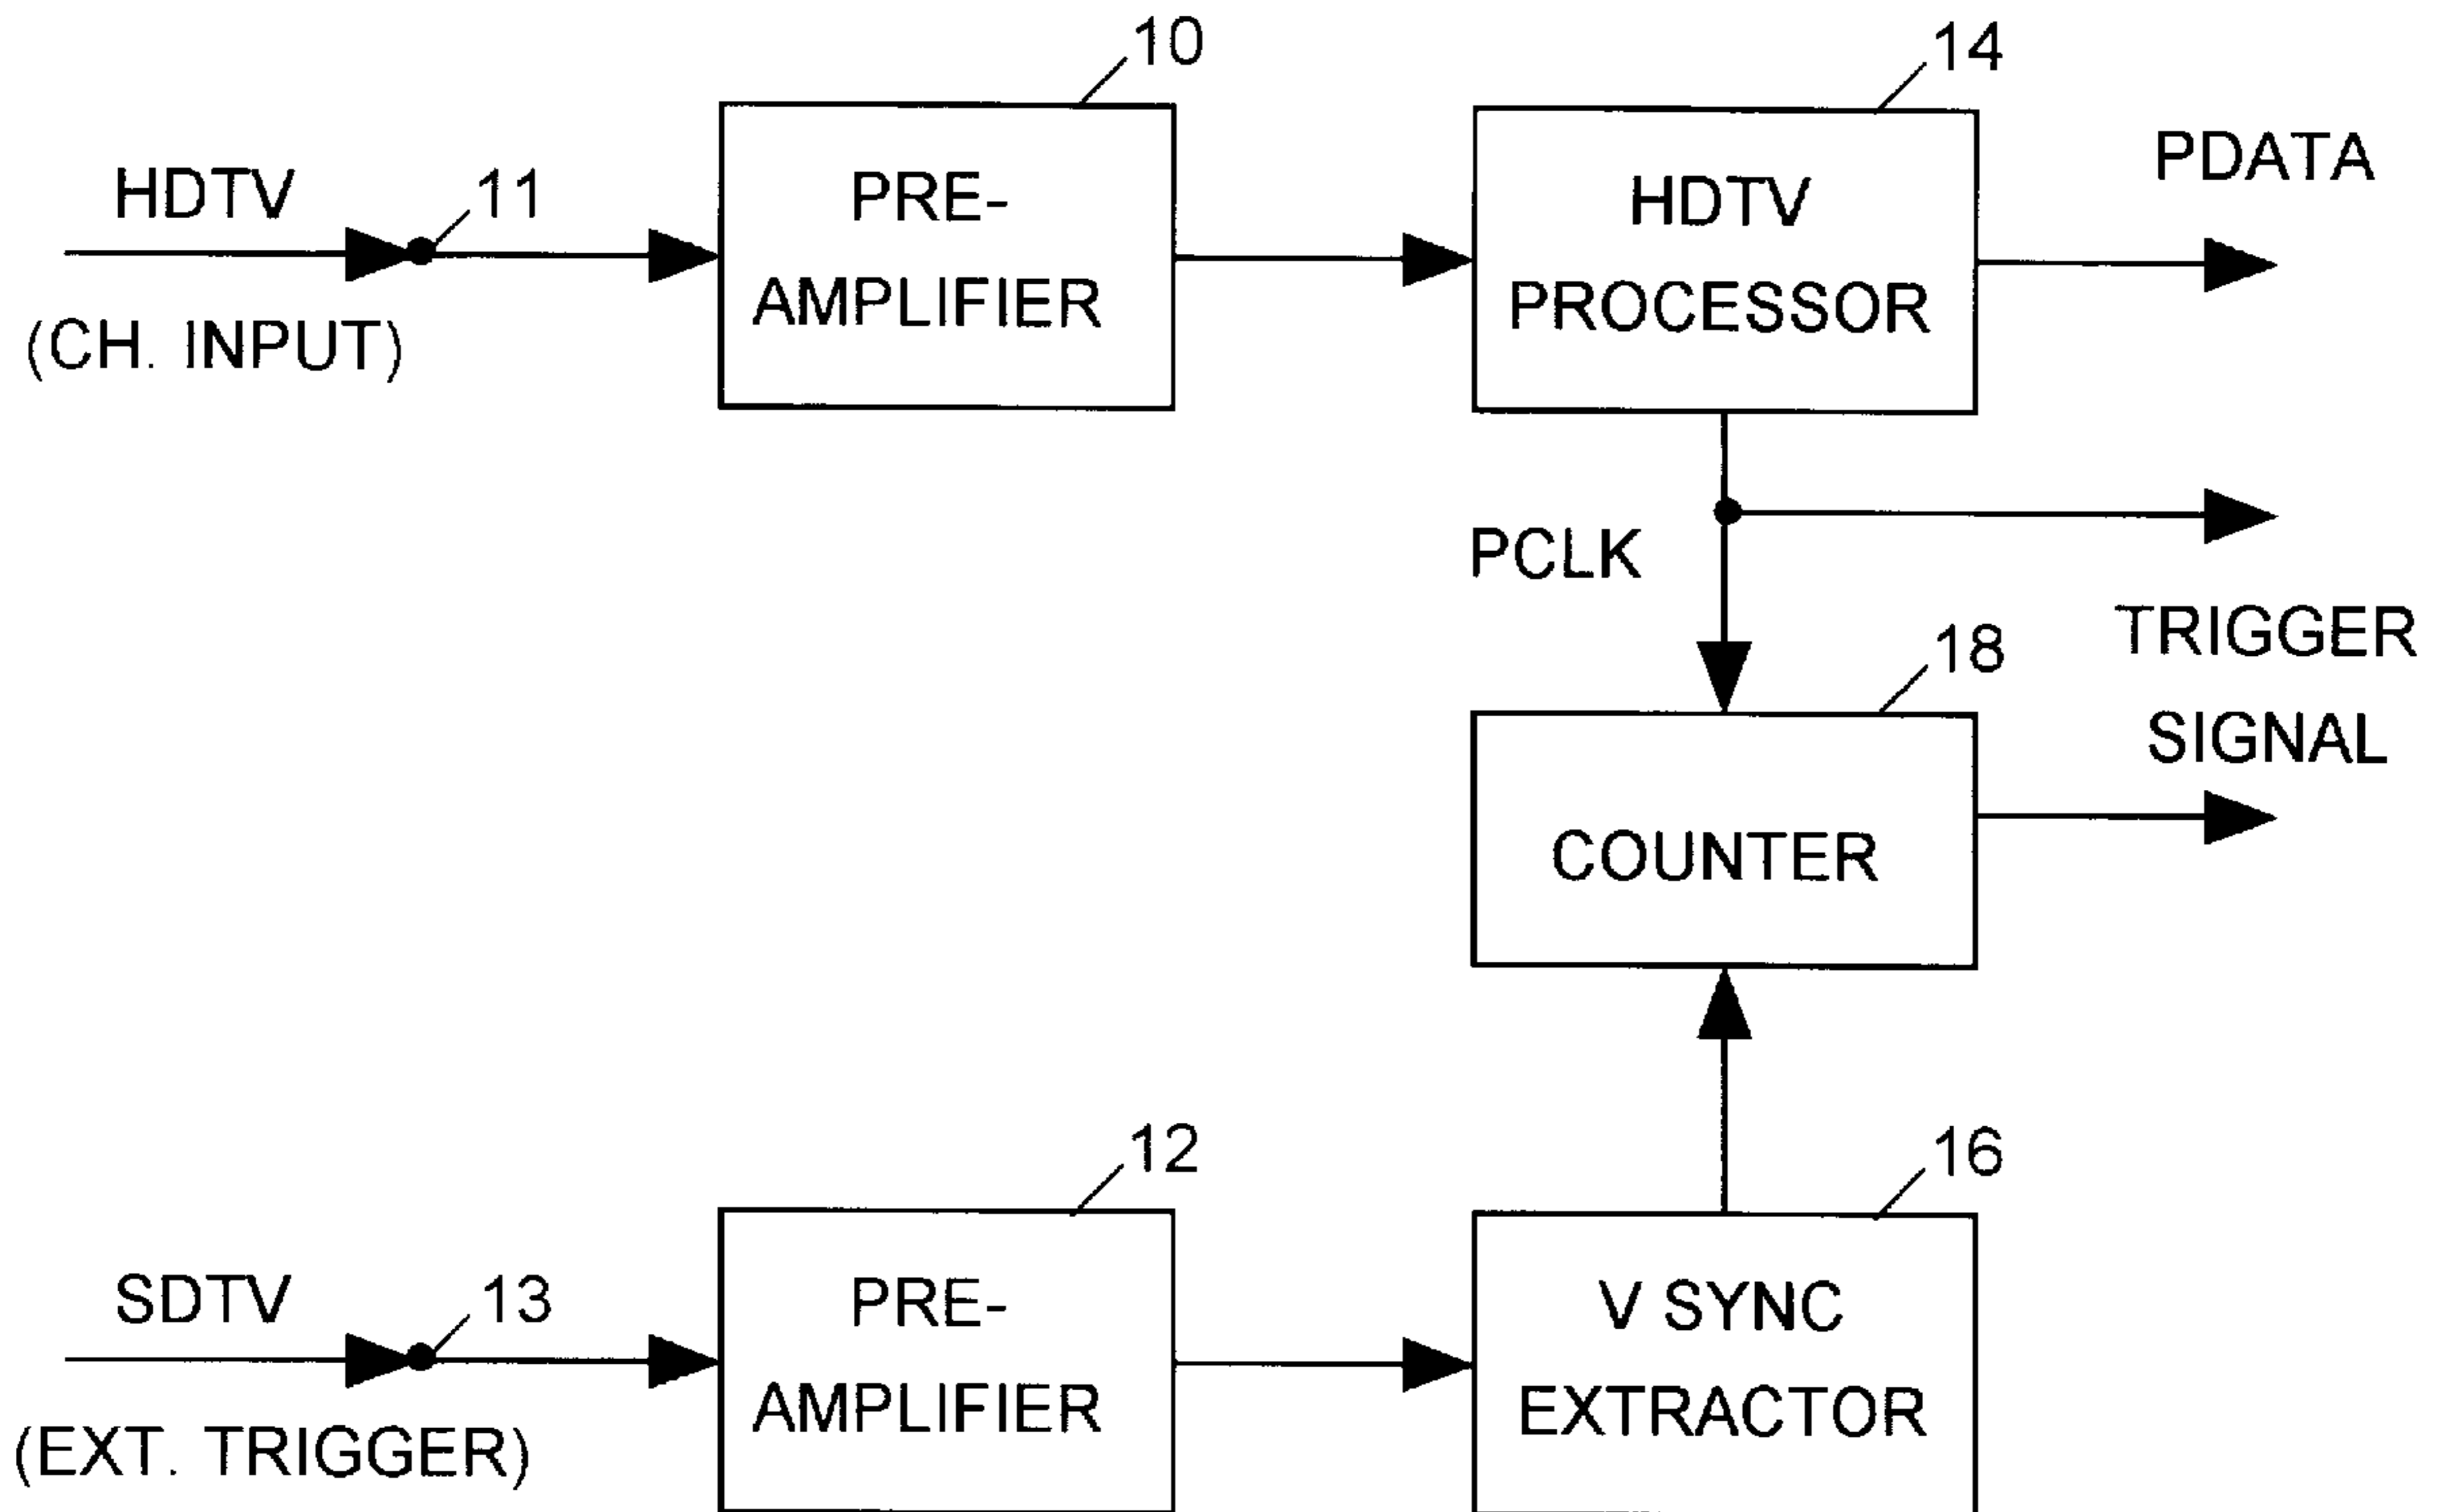 10
14
HDTV
11
PRE-
AMPLIFIER
HDTV
PROCESSOR
PDATA
(CH. INPUT)
PCLK
TRIGGER
SIGNAL
18
COUNTER
12
16
SDTV
13
PRE-
AMPLIFIER
V SYNC
EXTRACTOR
(EXT. TRIGGER)